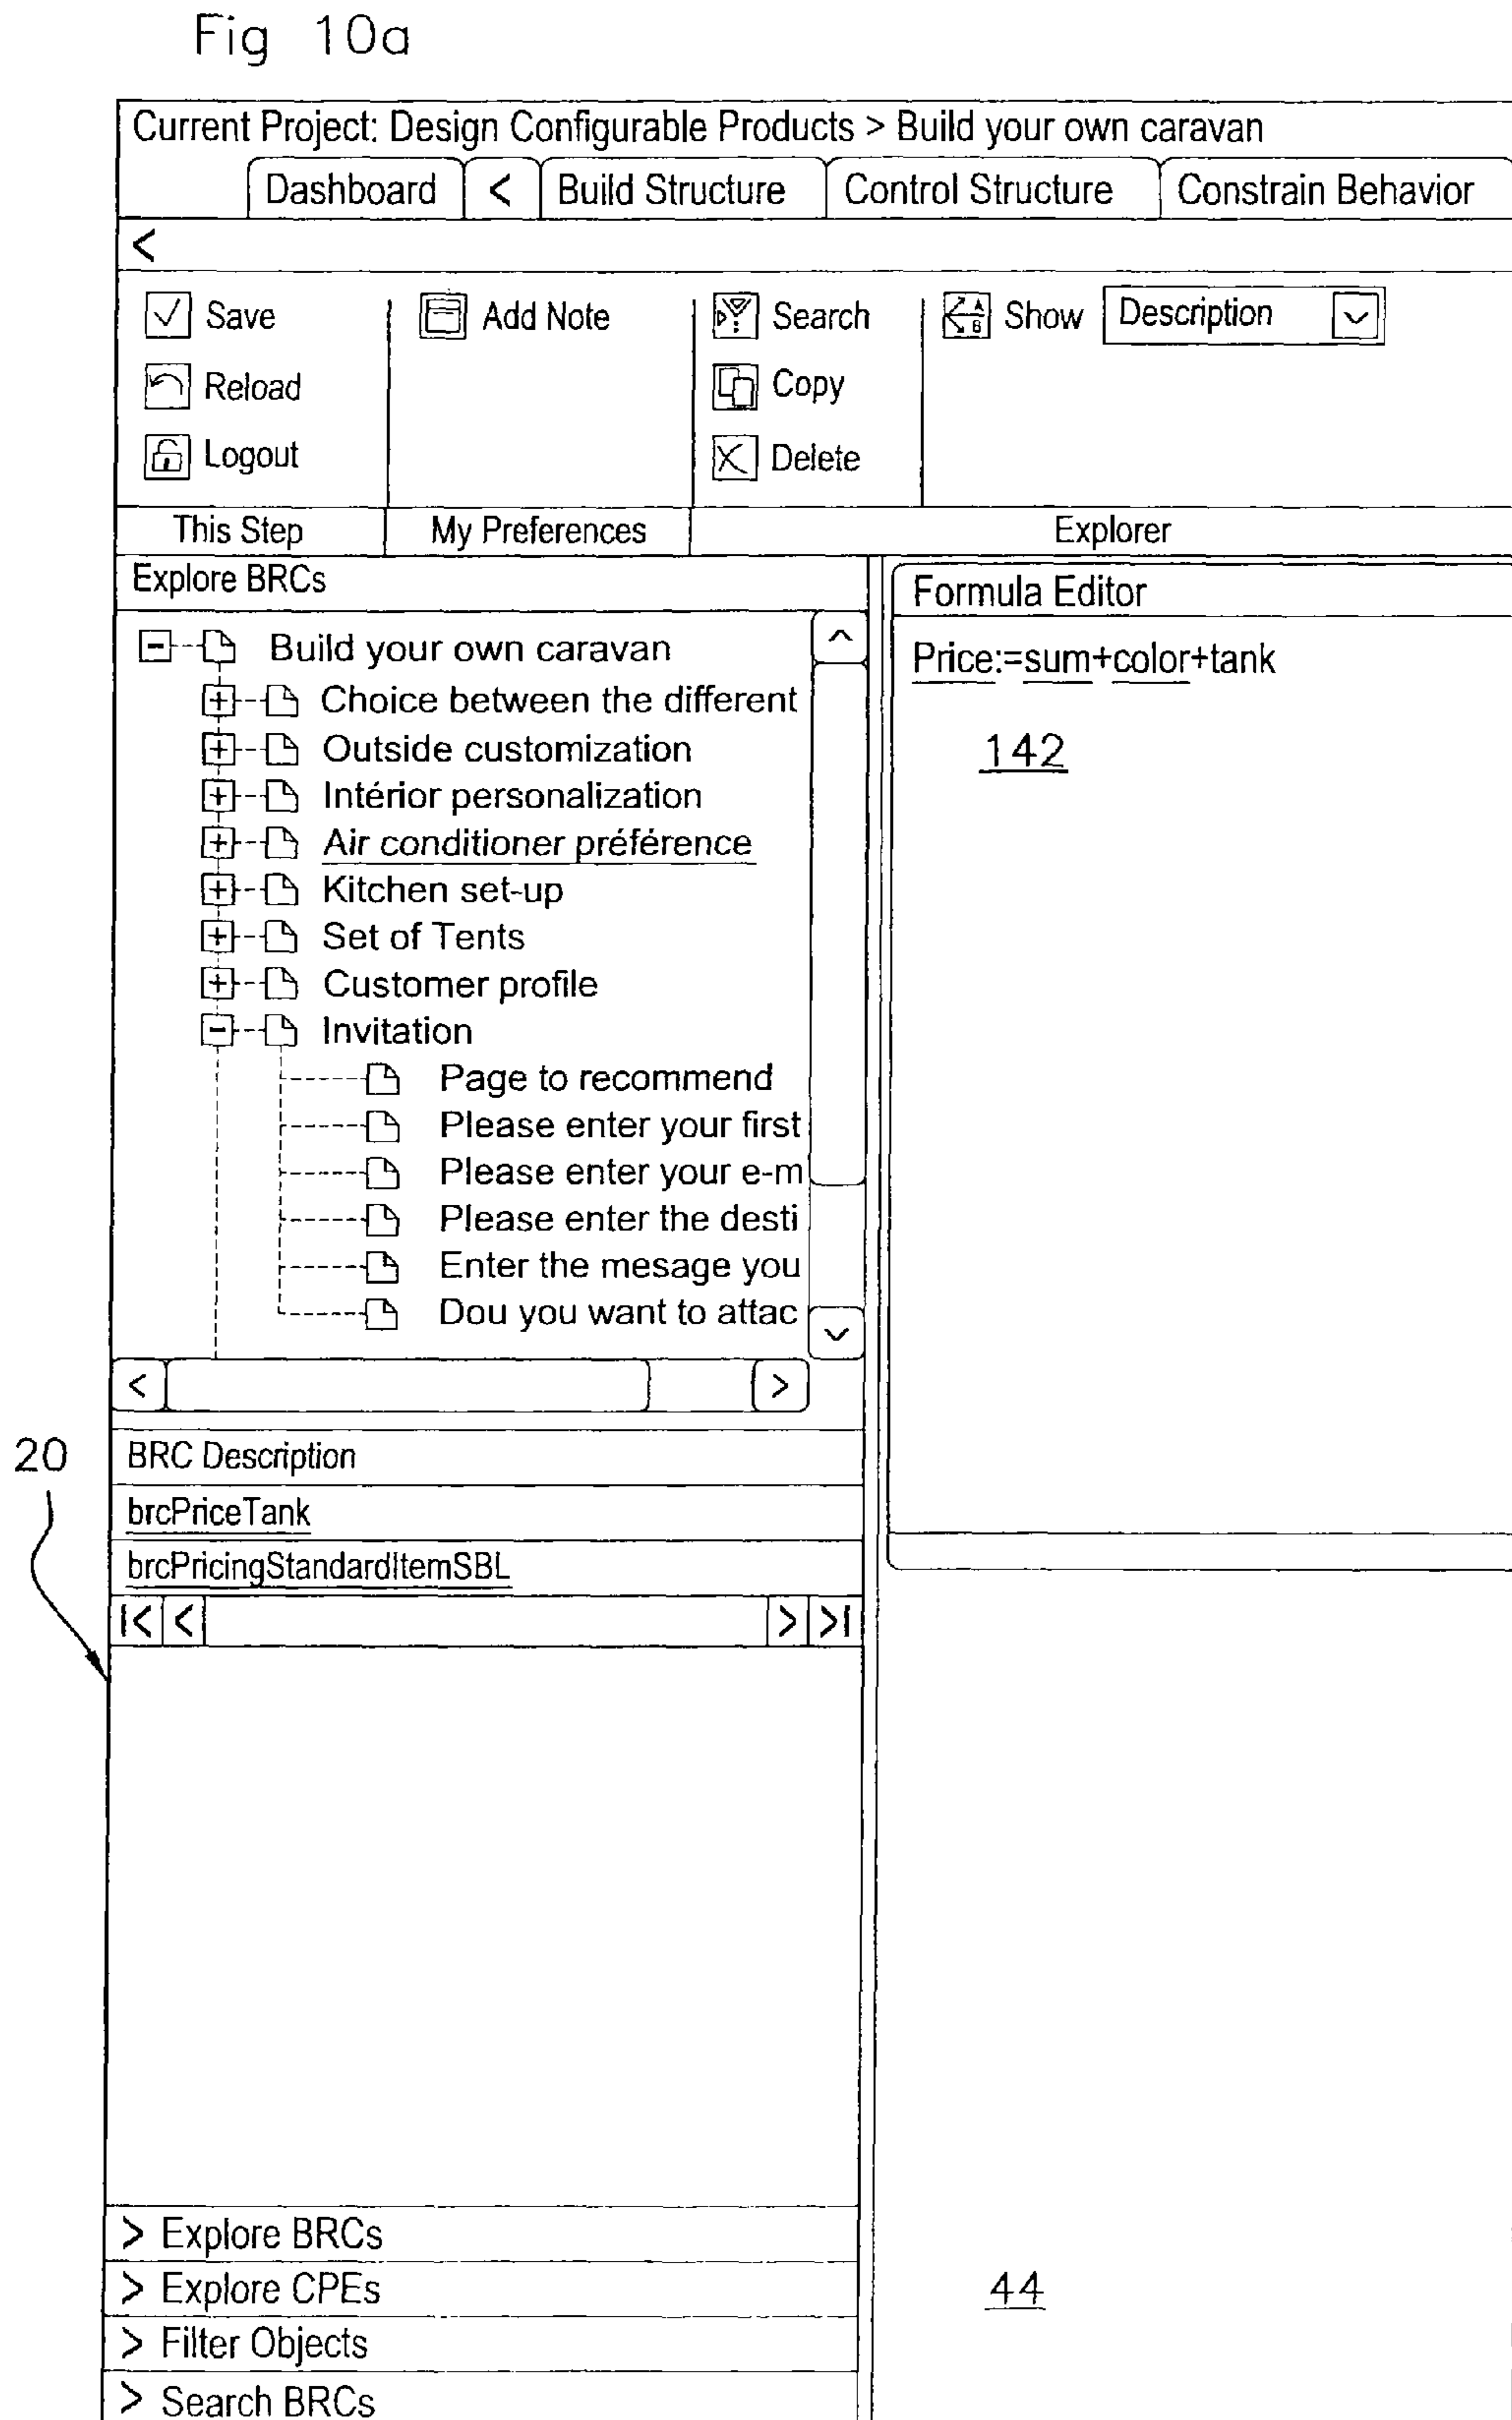 Fig 10a
Current Project: Design Configurable Products > Build your own caravan
Dashboard < Build Structure Control Structure Constrain Behavior
<
Save Add Note Search Show Description
Reload Copy
Logout Delete
This Step My Preferences Explorer
Explore BRCs
Build your own caravan
Choice between the different
Outside customization
Intérior personalization
Air conditioner préférence
Kitchen set-up
Set of Tents
Customer profile
Invitation
Page to recommend
Please enter your first
Please enter your e-m
Please enter the desti
Enter the mesage you
Dou you want to attac
BRC Description
brcPriceTank
brcPricingStandardItemSBL
> Explore BRCs
> Explore CPEs
> Filter Objects
> Search BRCs
Formula Editor
Price:=sum+color+tank
142
44
20